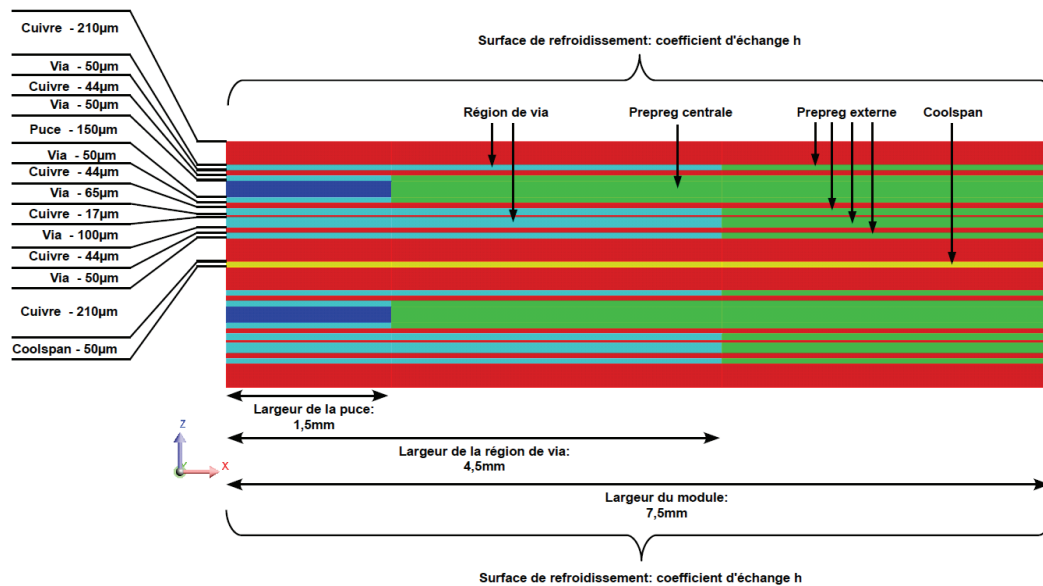 Cuivre - 210µm
Via - 50µm
Cuivre - 44µm
Via - 50µm
Puce - 150µm
Via - 50µm
Cuivre - 44µm
Via - 65µm
Cuivre - 17µm
Via - 100µm
Cuivre - 44µm
Via - 50µm
Cuivre - 210µm
Coolspan - 50µm
Surface de refroidissement: coefficient d'échange h
Région de via
Prepreg centrale
Prepreg externe
Coolspan
Largeur de la puce:
1,5mm
Largeur de la région de via:
4,5mm
Largeur du module:
7,5mm
Z
Y
X
Surface de refroidissement: coefficient d'échange h